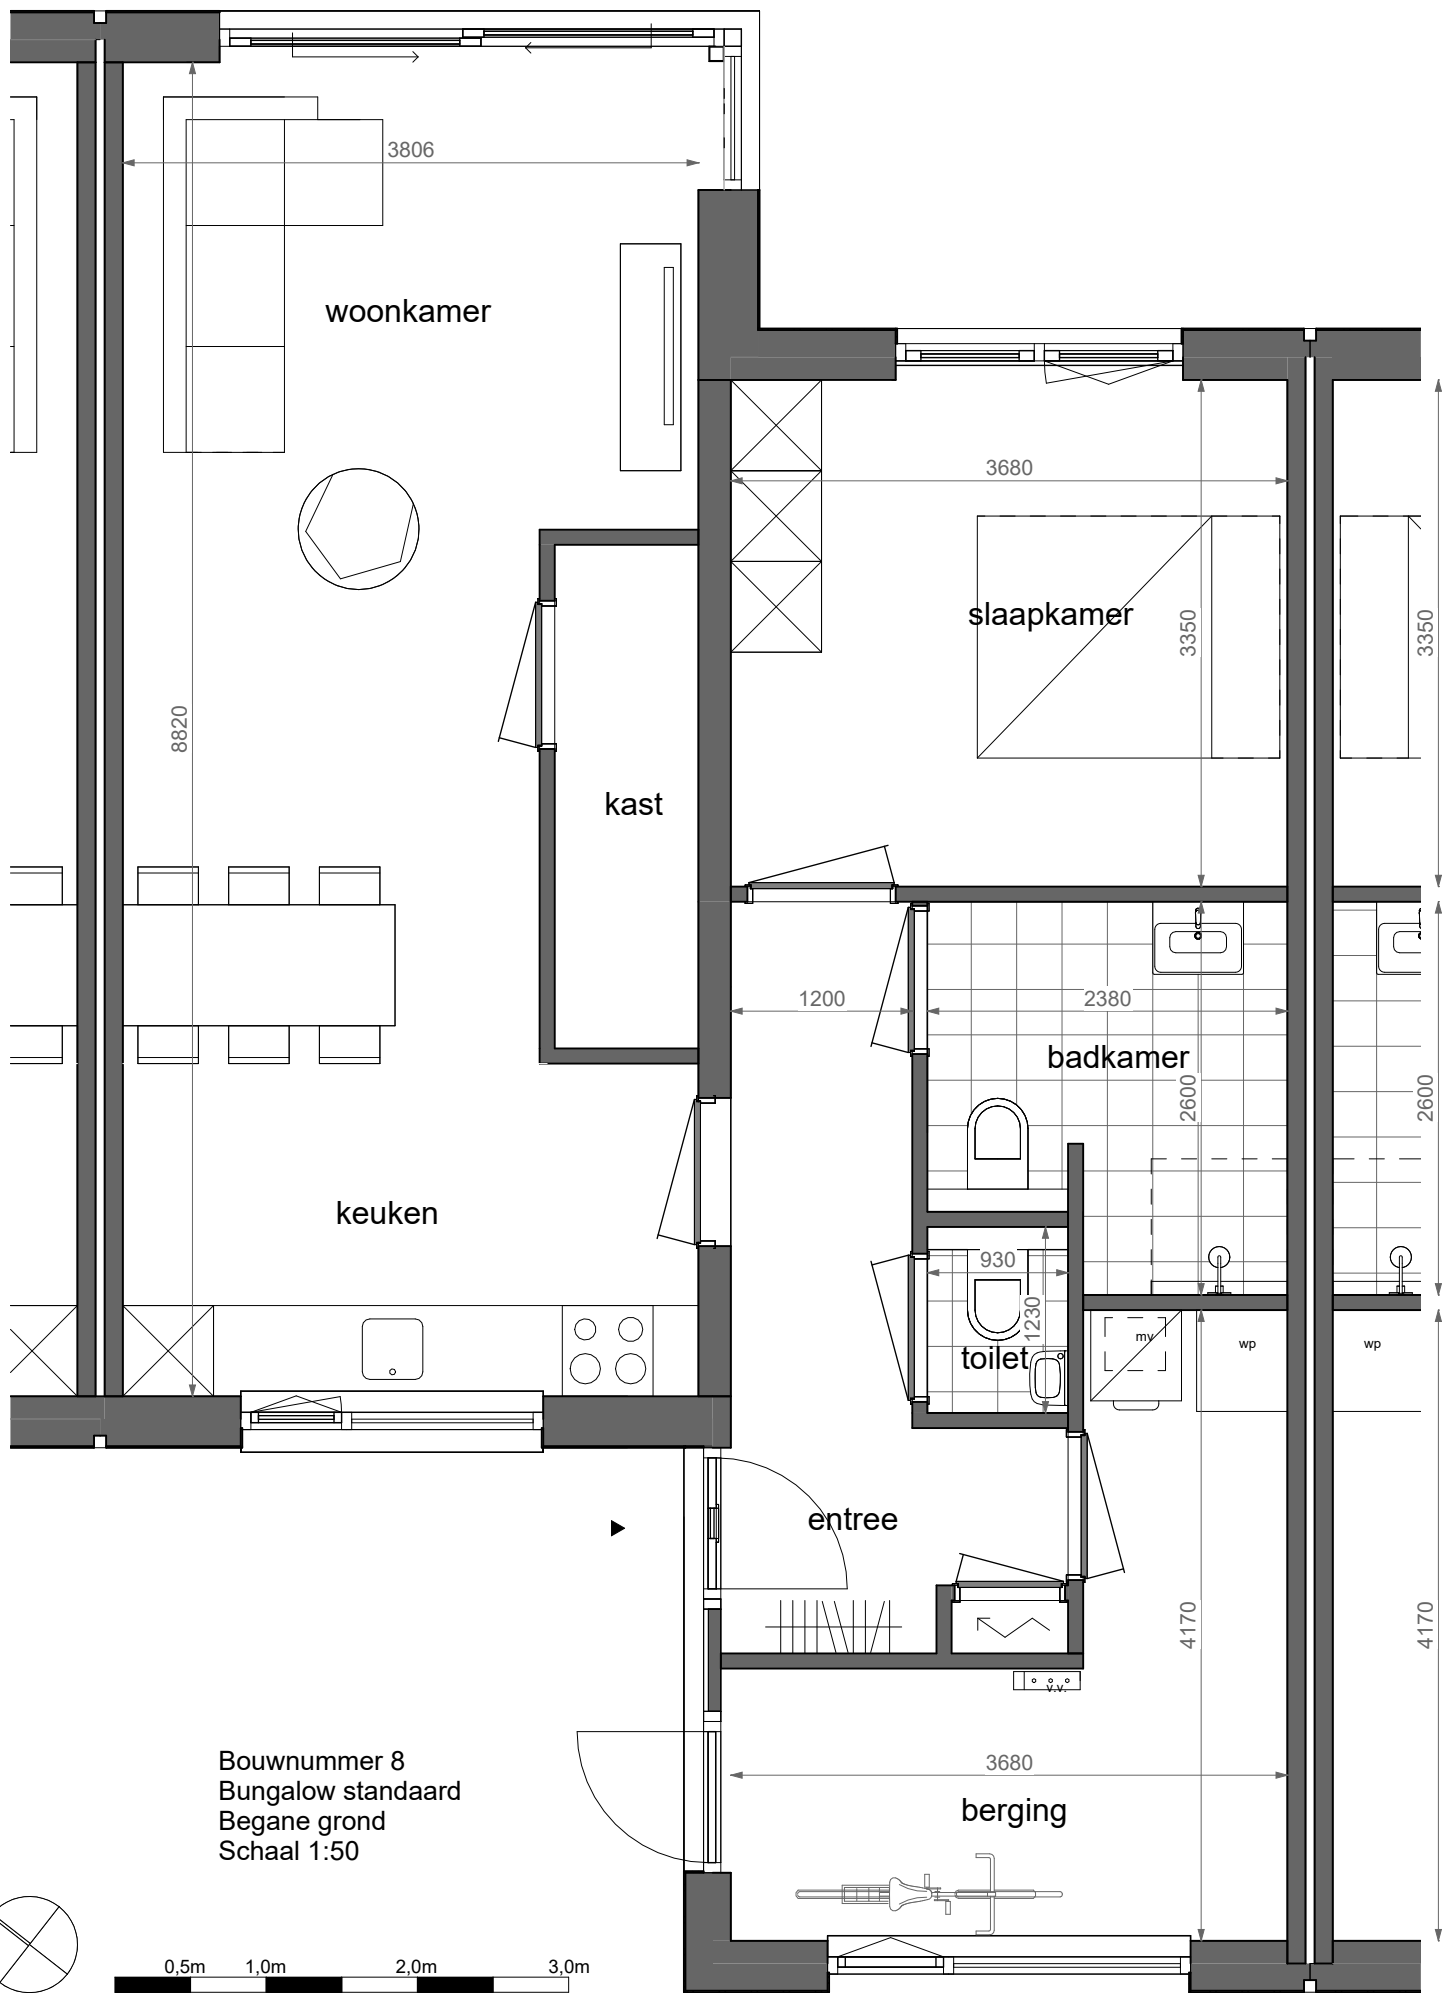 3806
woonkamer
3680
slaapkamer
3350
3350
8820
kast
1200
2380
badkamer
2600
2600
keuken
930
1230
toilet
mv
wp
wp
entree
4170
4170
v.v.
3680
berging
Bouwnummer 8
Bungalow standaard
Begane grond
Schaal 1:50
0,5m 1,0m 2,0m 3,0m